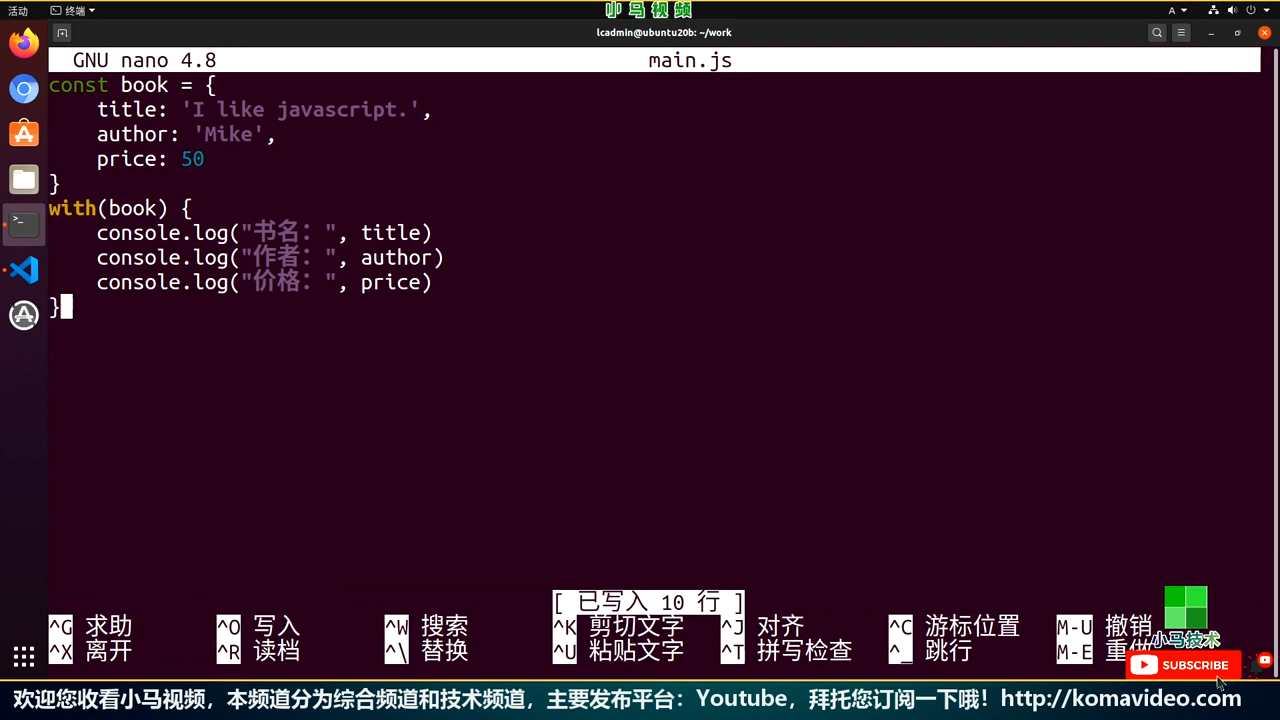 小马视频
活动 终端 A
lcadmin@ubuntu20b: ~/work
GNU nano 4.8 main.js
const book = {
    title: 'I like javascript.',
    author: 'Mike',
    price: 50
}
with(book) {
    console.log("书名：", title)
    console.log("作者：", author)
    console.log("价格：", price)
}
[ 已写入 10 行 ]
^G 求助 ^O 写入 ^W 搜索 ^K 剪切文字 ^J 对齐 ^C 游标位置 M-U 撤销
^X 离开 ^R 读档 ^\ 替换 ^U 粘贴文字 ^T 拼写检查 ^_ 跳行 M-E 重做
小马技术
SUBSCRIBE
欢迎您收看小马视频，本频道分为综合频道和技术频道，主要发布平台：Youtube，拜托您订阅一下哦！http://komavideo.com